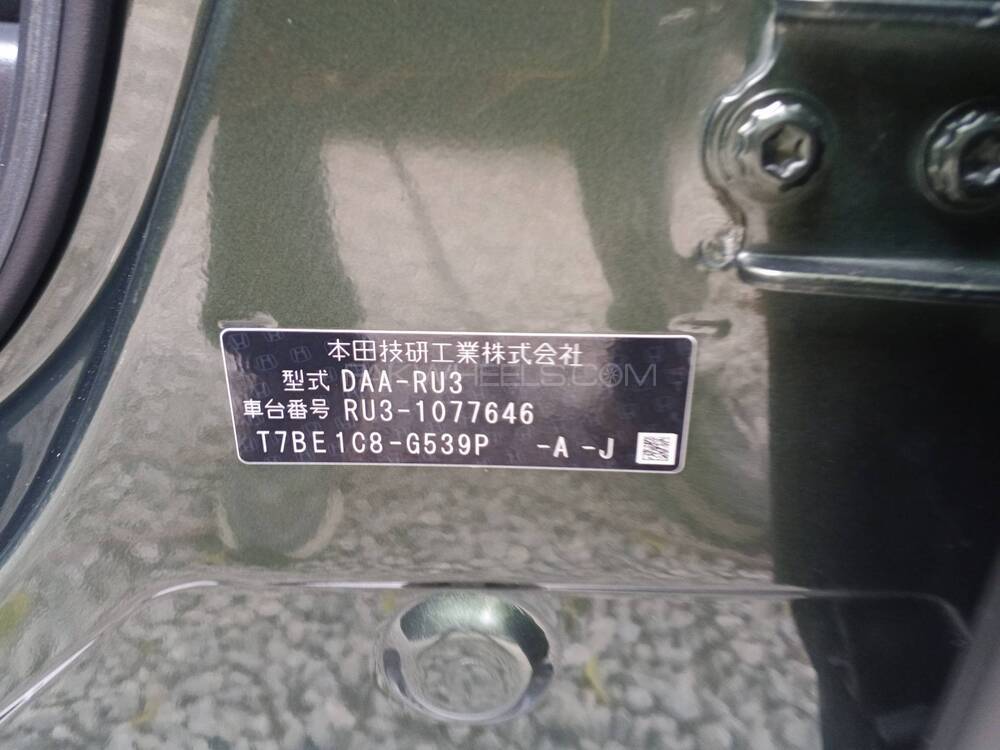 本田技研工業株式会社
型式 DAA-RU3
車台番号 RU3-1077646
T7BE1C8-G539P -A -J